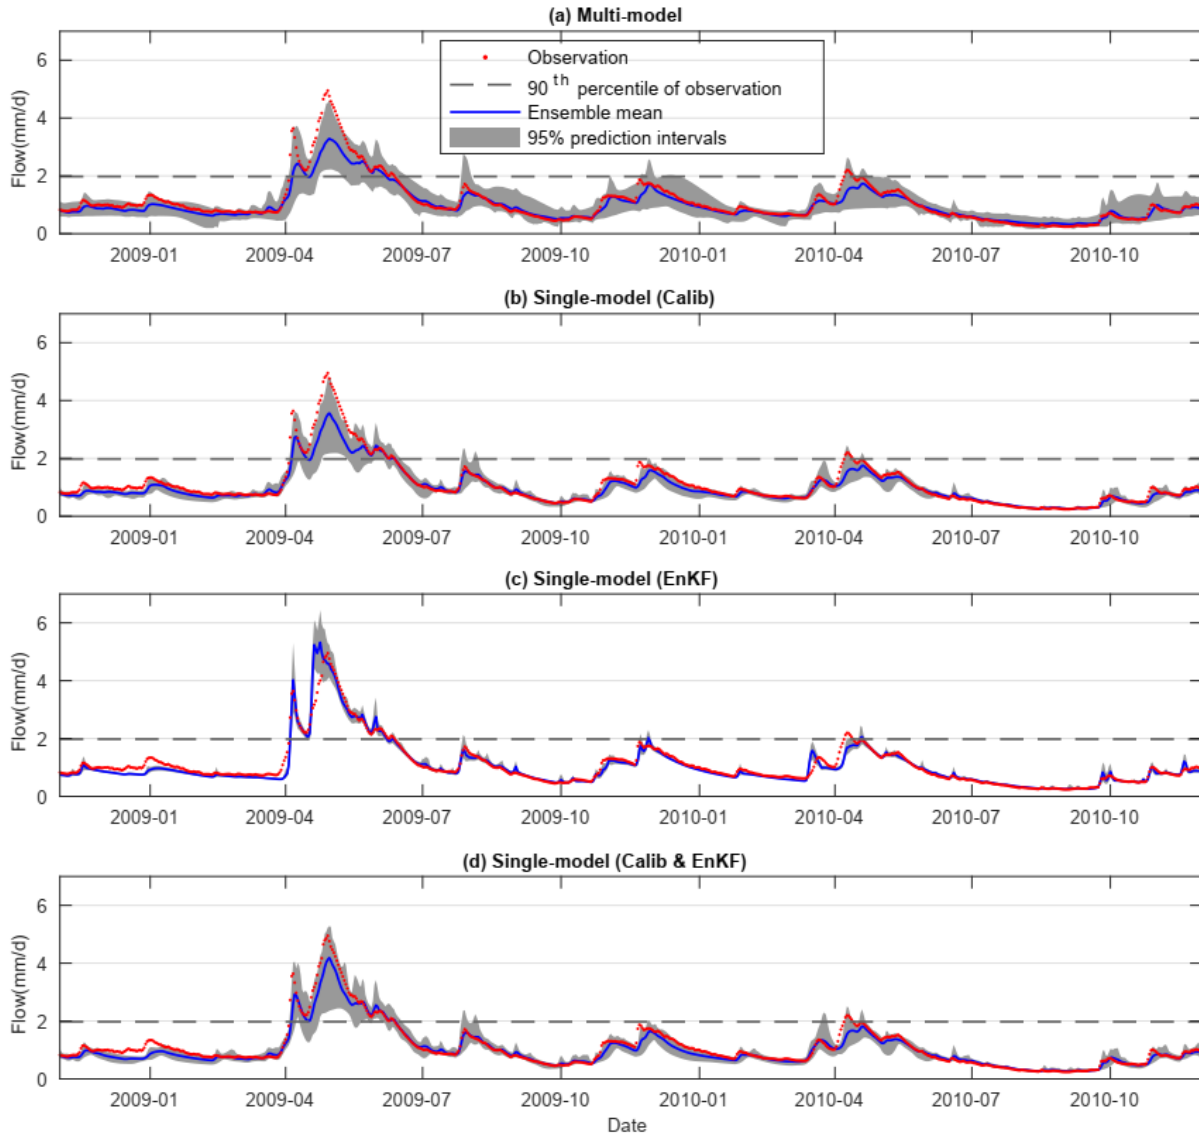 (a) Multi-model
Observation
90 th percentile of observation
Ensemble mean
95% prediction intervals
Flow(mm/d)
6
4
2
0
2009-01 2009-04 2009-07 2009-10 2010-01 2010-04 2010-07 2010-10
(b) Single-model (Calib)
Flow(mm/d)
6
4
2
0
2009-01 2009-04 2009-07 2009-10 2010-01 2010-04 2010-07 2010-10
(c) Single-model (EnKF)
Flow(mm/d)
6
4
2
0
2009-01 2009-04 2009-07 2009-10 2010-01 2010-04 2010-07 2010-10
(d) Single-model (Calib & EnKF)
Flow(mm/d)
6
4
2
0
2009-01 2009-04 2009-07 2009-10 2010-01 2010-04 2010-07 2010-10
Date